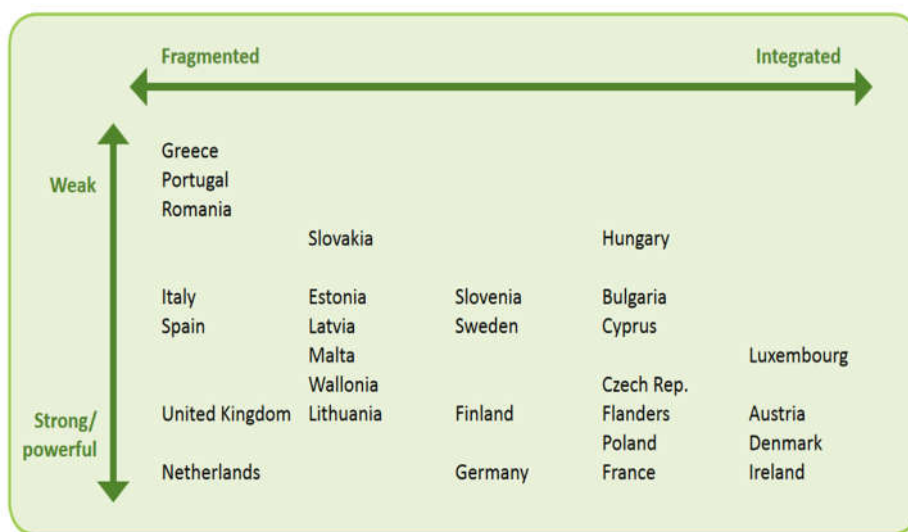 Fragmented Integrated
Greece
Weak Portugal
Romania
Slovakia Hungary
Italy Estonia Slovenia Bulgaria
Spain Latvia Sweden Cyprus
Malta Luxembourg
Wallonia Czech Rep.
Strong/ United Kingdom Lithuania Finland Flanders Austria
powerful Poland Denmark
Netherlands Germany France Ireland